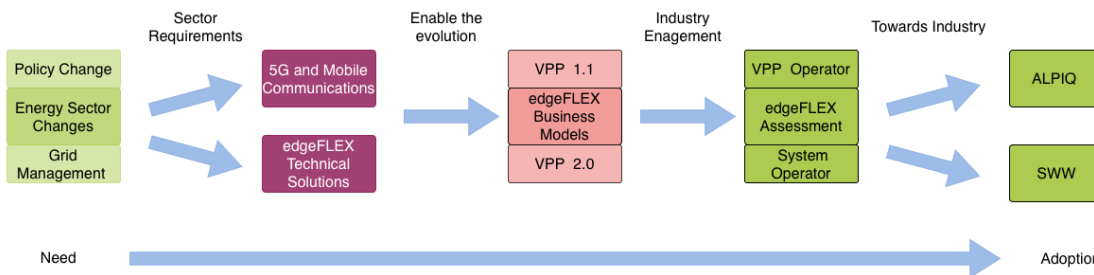 Sector
Requirements
Enable the
evolution
Industry
Enagement
Towards Industry
Policy Change
Energy Sector
Changes
Grid
Management
5G and Mobile
Communications
edgeFLEX
Technical
Solutions
VPP 1.1
edgeFLEX
Business
Models
VPP 2.0
VPP Operator
edgeFLEX
Assessment
System
Operator
ALPIQ
SWW
Need
Adoption